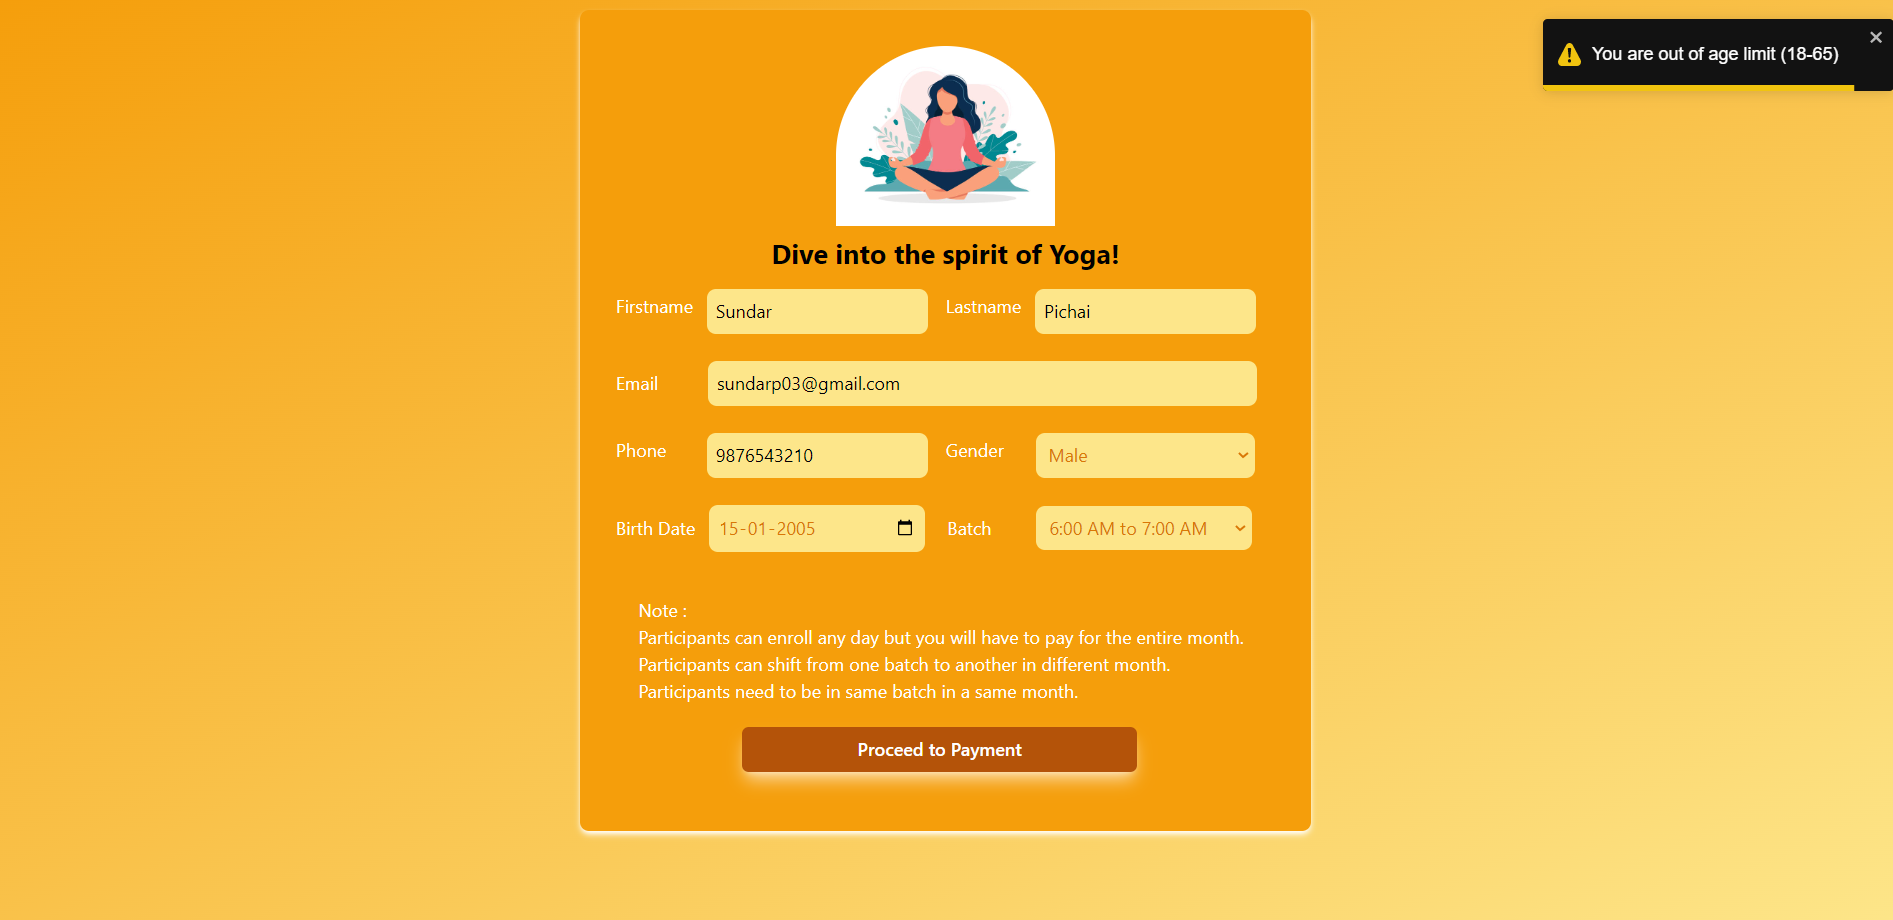 You are out of age limit (18-65)
Dive into the spirit of Yoga!
Firstname Sundar Lastname Pichai
Email sundarp03@gmail.com
Phone 9876543210 Gender Male
Birth Date 15-01-2005 Batch 6:00 AM to 7:00 AM
Note :
Participants can enroll any day but you will have to pay for the entire month.
Participants can shift from one batch to another in different month.
Participants need to be in same batch in a same month.
Proceed to Payment